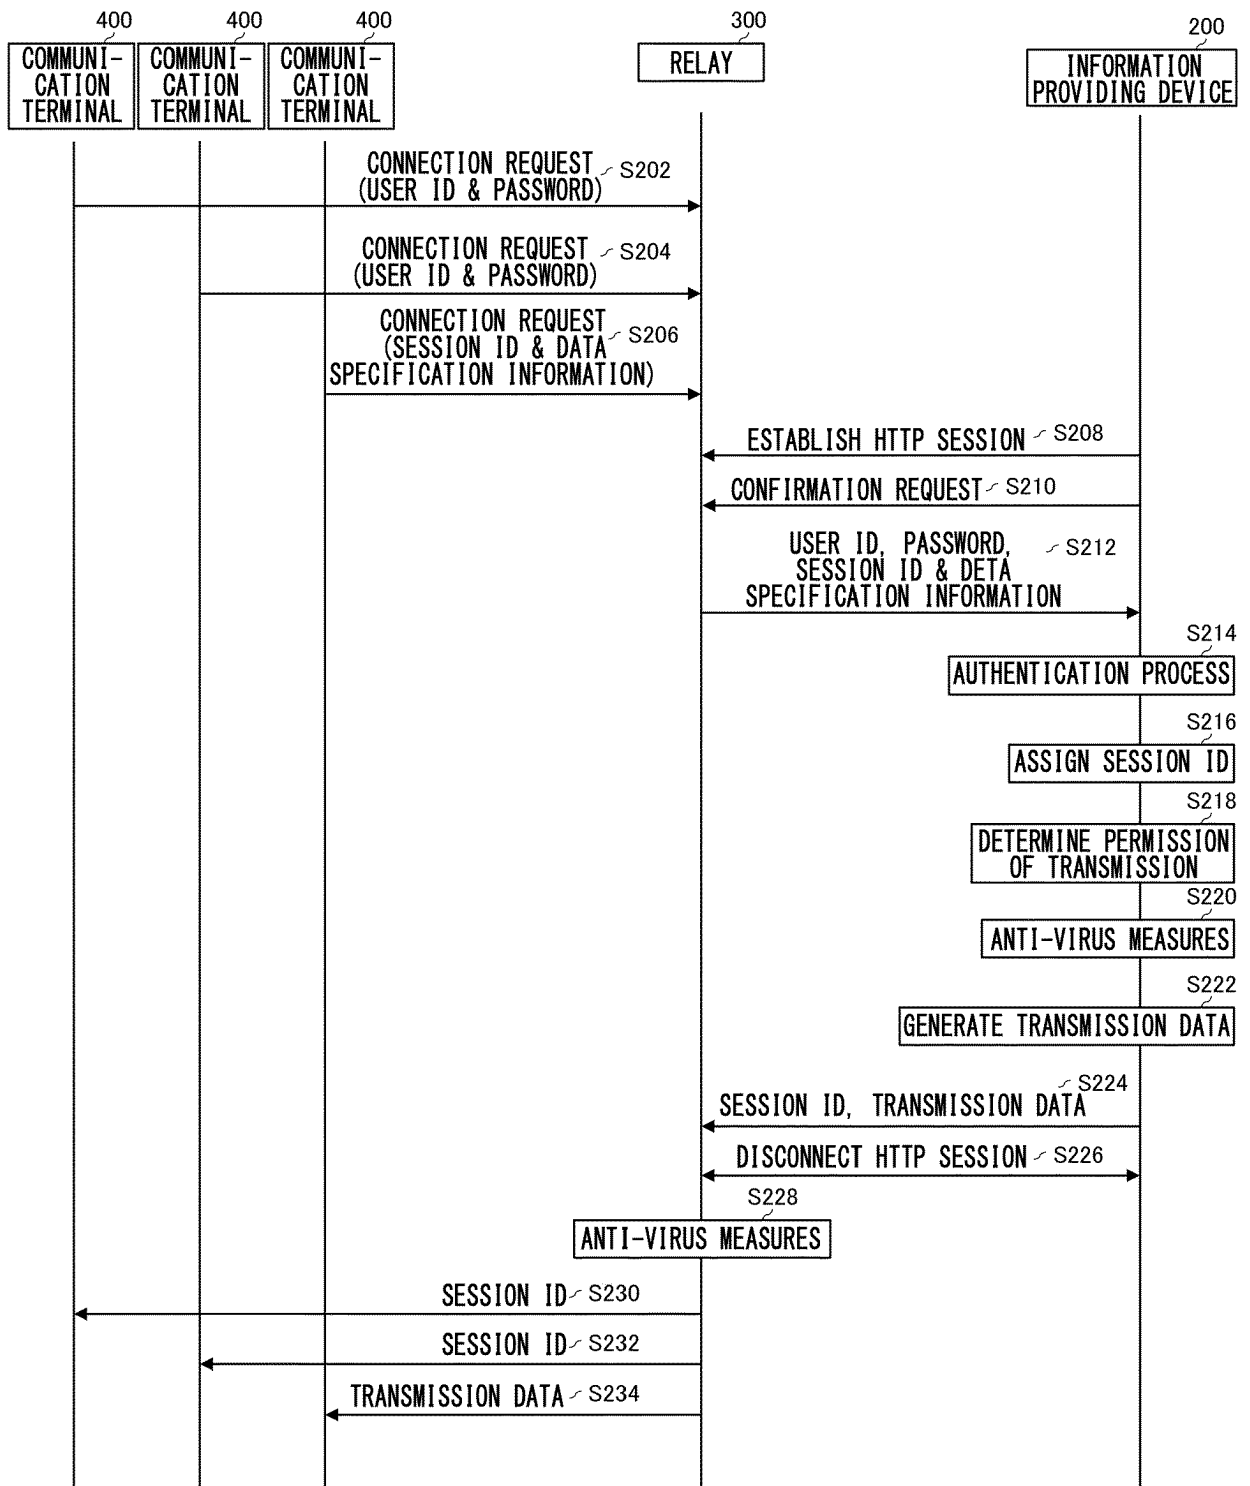 400
400
400
300
200
COMMUNI-
CATION
TERMINAL
COMMUNI-
CATION
TERMINAL
COMMUNI-
CATION
TERMINAL
RELAY
INFORMATION
PROVIDING DEVICE
CONNECTION REQUEST
(USER ID & PASSWORD)
S202
CONNECTION REQUEST
(USER ID & PASSWORD)
S204
CONNECTION REQUEST
(SESSION ID & DATA
SPECIFICATION INFORMATION)
S206
ESTABLISH HTTP SESSION
S208
CONFIRMATION REQUEST
S210
USER ID, PASSWORD,
SESSION ID & DETA
SPECIFICATION INFORMATION
S212
S214
AUTHENTICATION PROCESS
S216
ASSIGN SESSION ID
S218
DETERMINE PERMISSION
OF TRANSMISSION
S220
ANTI-VIRUS MEASURES
S222
GENERATE TRANSMISSION DATA
S224
SESSION ID, TRANSMISSION DATA
DISCONNECT HTTP SESSION
S226
S228
ANTI-VIRUS MEASURES
SESSION ID
S230
SESSION ID
S232
TRANSMISSION DATA
S234